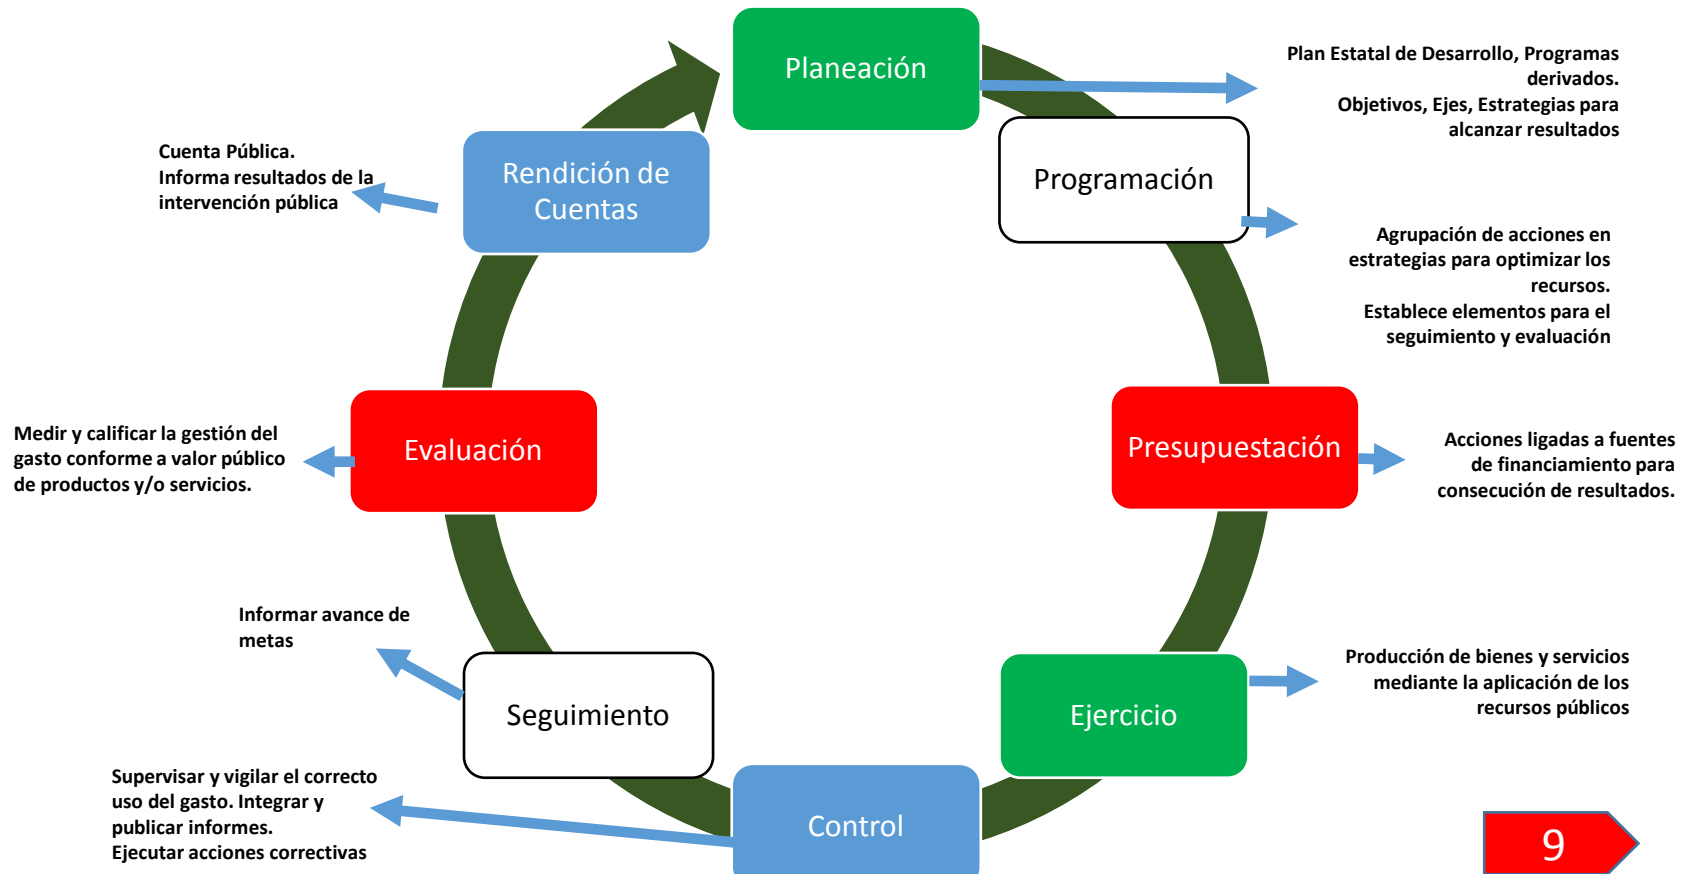 Planeación
Plan Estatal de Desarrollo, Programas
derivados.
Objetivos, Ejes, Estrategias para
alcanzar resultados
Programación
Agrupación de acciones en
estrategias para optimizar los
recursos.
Establece elementos para el
seguimiento y evaluación
Presupuestación
Acciones ligadas a fuentes
de financiamiento para
consecución de resultados.
Ejercicio
Producción de bienes y servicios
mediante la aplicación de los
recursos públicos
Control
Supervisar y vigilar el correcto
uso del gasto. Integrar y
publicar informes.
Ejecutar acciones correctivas
Seguimiento
Informar avance de
metas
Evaluación
Medir y calificar la gestión del
gasto conforme a valor público
de productos y/o servicios.
Rendición de
Cuentas
Cuenta Pública.
Informa resultados de la
intervención pública
9